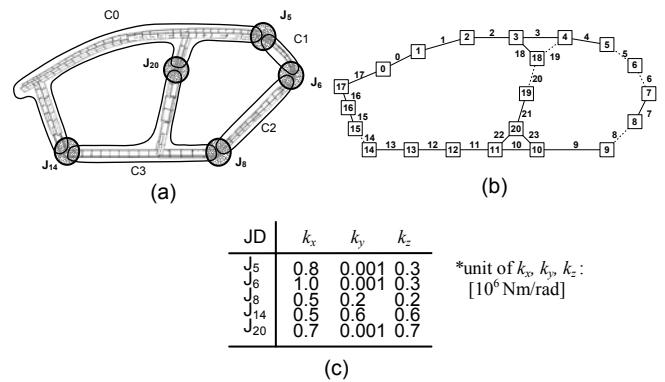 C0
J5
C1
J20
J6
C2
J14
C3
J8
(a)
1 2 3 4
2 3 4 5
0 1 18 18 19 5 6
17 0 20 6
17 19 7
16 16 21 8 7
15 15 20
14 22 23 8
14 13 13 12 12 11 11 10 10 9 9
(b)
JD kx ky kz
J5 0.8 0.001 0.3
J6 1.0 0.001 0.3
J8 0.5 0.2 0.2
J14 0.5 0.6 0.6
J20 0.7 0.001 0.7
*unit of kx, ky, kz :
[10^6 Nm/rad]
(c)